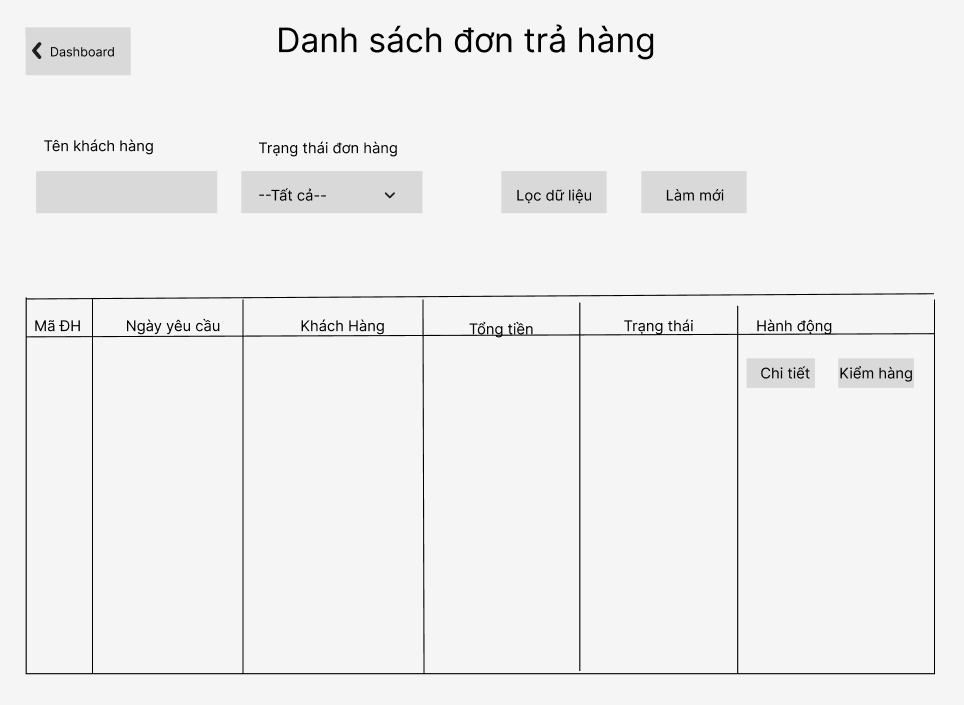 Dashboard
Danh sách đơn trả hàng
Tên khách hàng
Trạng thái đơn hàng
--Tất cả--
Lọc dữ liệu
Làm mới
Mã ĐH
Ngày yêu cầu
Khách Hàng
Tổng tiền
Trạng thái
Hành động
Chi tiết
Kiểm hàng